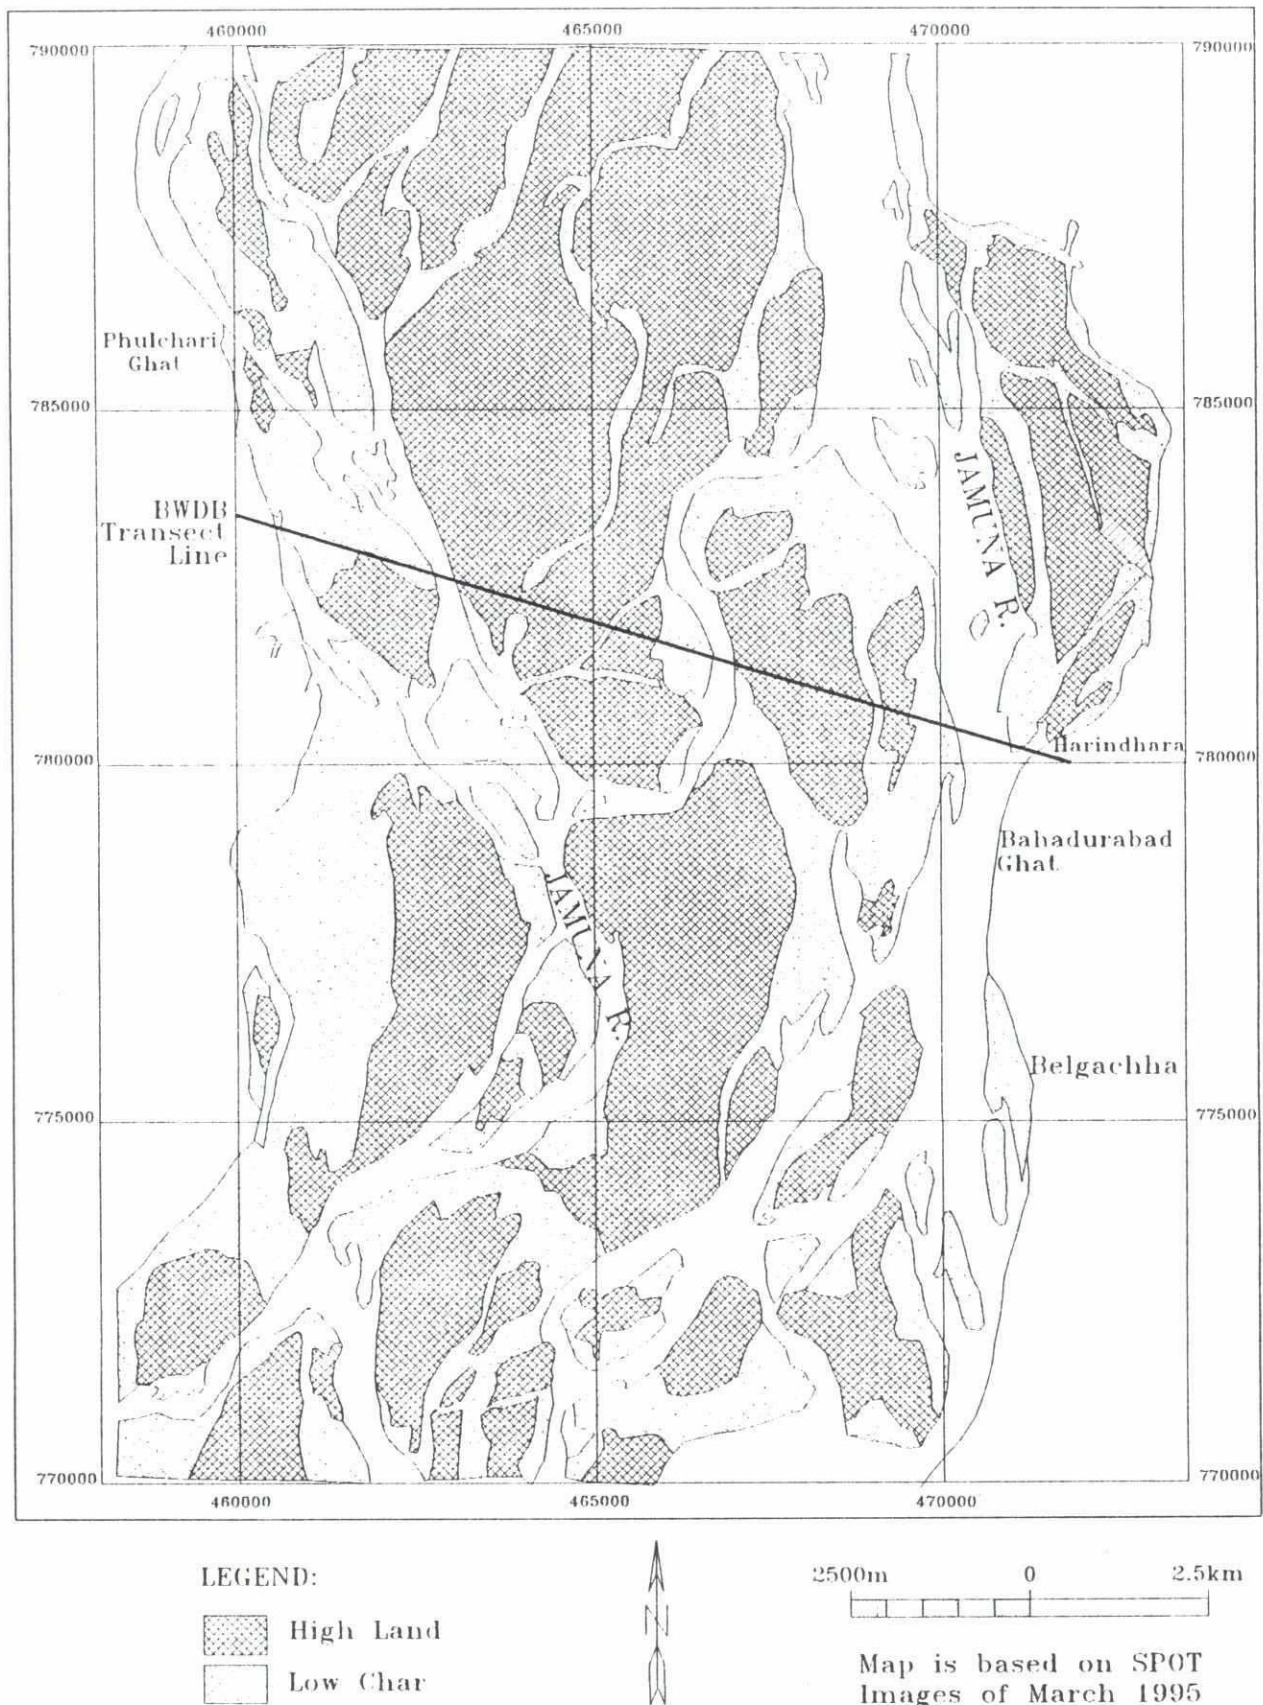 460000 465000 470000
790000 790000
Phulchari
Ghat
785000 785000
JAMUNA R.
BWDB
Transect
Line
Harindhara
780000 780000
Bahadurabad
Ghat
JAMUNA R.
Belgachha
775000 775000
770000 770000
460000 465000 470000
LEGEND:
High Land
Low Char
N
2500m 0 2.5km
Map is based on SPOT
Images of March 1995